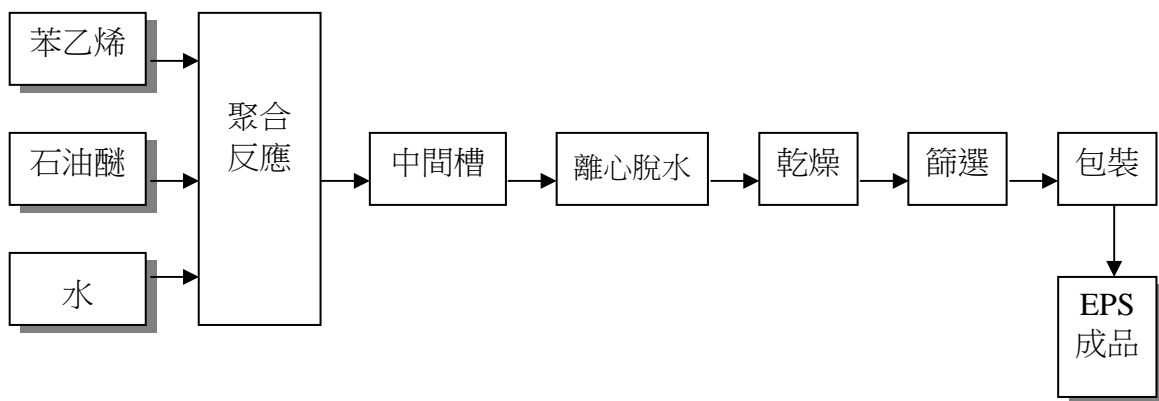 苯乙烯
石油醚
水
聚合
反應
中間槽
離心脫水
乾燥
篩選
包裝
EPS
成品